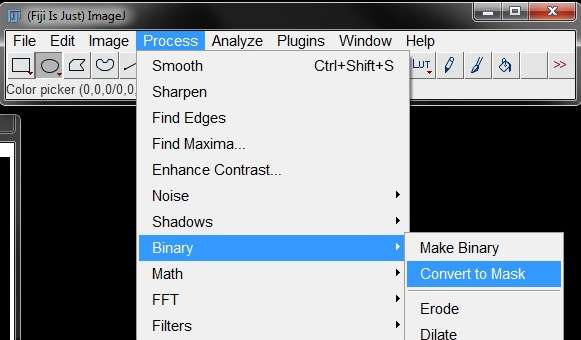 (Fiji Is Just) ImageJ
File Edit Image Process Analyze Plugins Window Help
LUT >>
Color picker (0,0,0/0,0,
Smooth Ctrl+Shift+S
Sharpen
Find Edges
Find Maxima...
Enhance Contrast...
Noise
Shadows
Binary
Math
FFT
Filters
Make Binary
Convert to Mask
Erode
Dilate